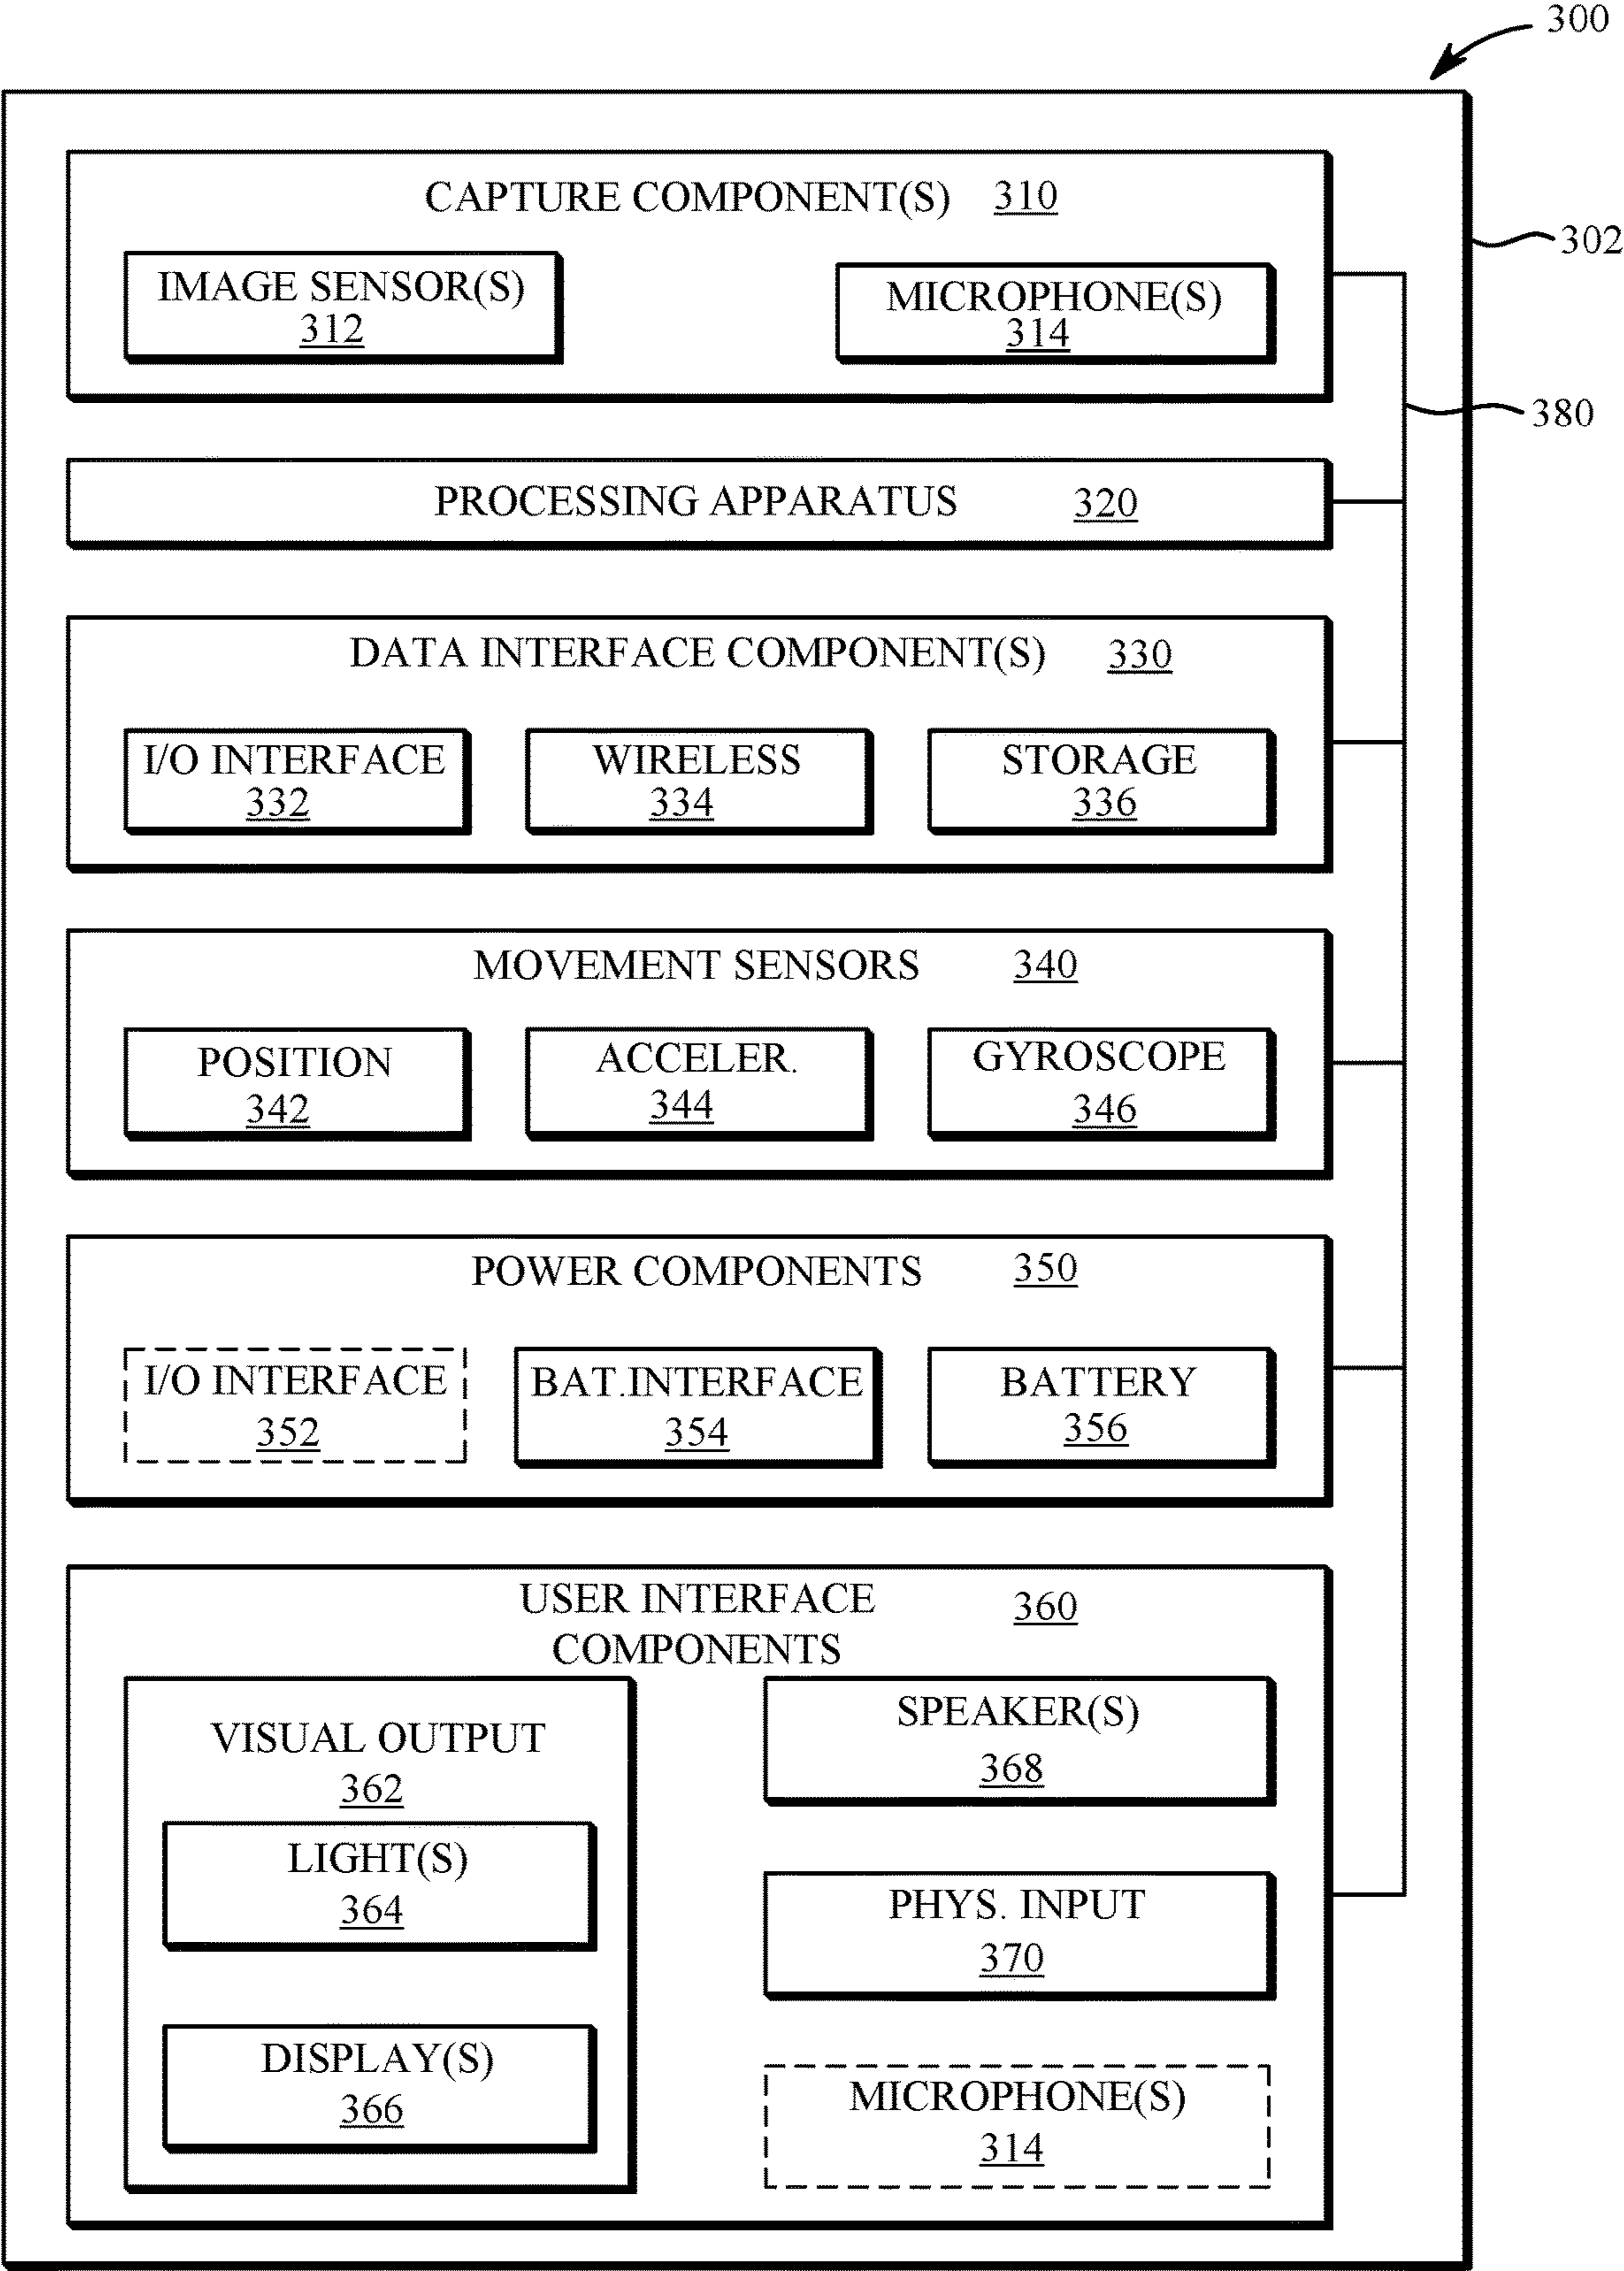 300
CAPTURE COMPONENT(S) 310
302
IMAGE SENSOR(S)
312
MICROPHONE(S)
314
380
PROCESSING APPARATUS 320
DATA INTERFACE COMPONENT(S) 330
I/O INTERFACE
332
WIRELESS
334
STORAGE
336
MOVEMENT SENSORS 340
POSITION
342
ACCELER.
344
GYROSCOPE
346
POWER COMPONENTS 350
I/O INTERFACE
352
BAT.INTERFACE
354
BATTERY
356
USER INTERFACE 360
COMPONENTS
VISUAL OUTPUT
362
LIGHT(S)
364
DISPLAY(S)
366
SPEAKER(S)
368
PHYS. INPUT
370
MICROPHONE(S)
314